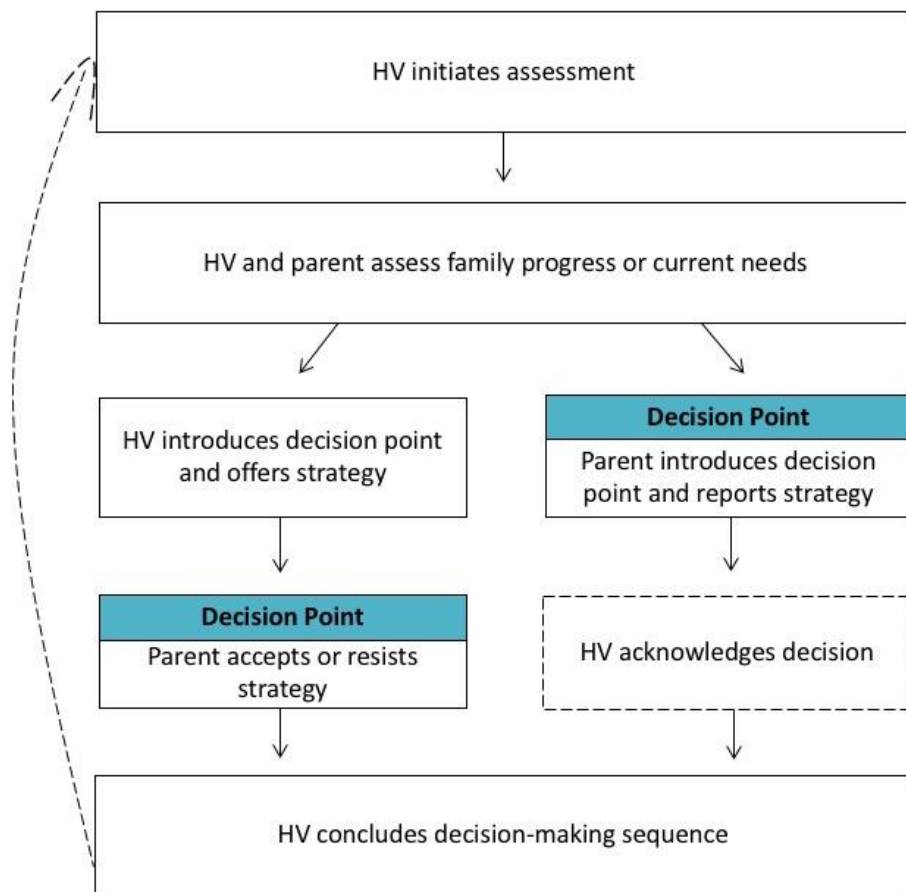 HV initiates assessment
HV and parent assess family progress or current needs
HV introduces decision point
and offers strategy
Decision Point
Parent introduces decision
point and reports strategy
Decision Point
Parent accepts or resists
strategy
HV acknowledges decision
HV concludes decision-making sequence